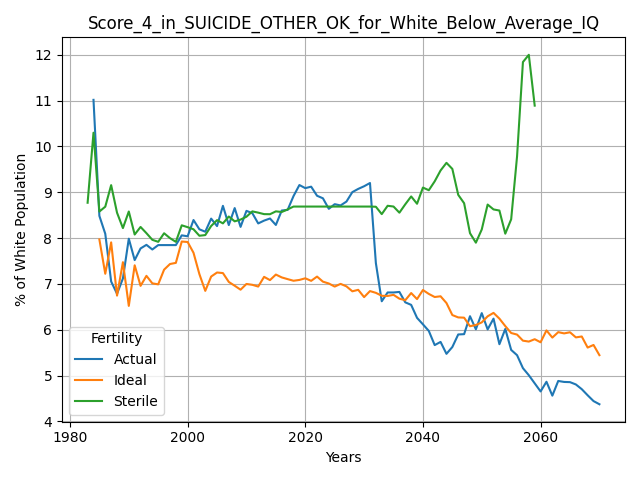 Score_4_in_SUICIDE_OTHER_OK_for_White_Below_Average_IQ
% of White Population
12
11
10
9
8
7
6
5
4
Fertility
Actual
Ideal
Sterile
1980
2000
2020
2040
2060
Years